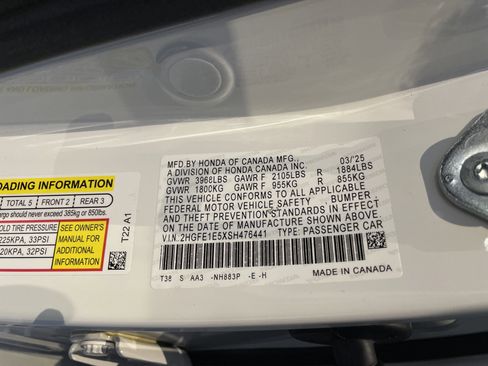 MFD BY HONDA OF CANADA MFG. 03/25
A DIVISION OF HONDA CANADA INC.
GVWR 3968LBS GAWR F 2105LBS R 1884LBS
GVWR 1800KG GAWR F 955KG R 855KG
THIS VEHICLE CONFORMS TO ALL APPLICABLE
FEDERAL MOTOR VEHICLE SAFETY, BUMPER,
AND THEFT PREVENTION STANDARDS IN EFFECT
ON THE DATE OF MANUFACTURE SHOWN ABOVE.
V.I.N. 2HGFE1E5XSH476441 TYPE: PASSENGER CAR
T38 S AA3 -NH883P -E -H
MADE IN CANADA
OADING INFORMATION
TOTAL 5 FRONT 2 REAR 3
argo should never exceed 385kg or 850lbs.
OLD TIRE PRESSURE
225KPA, 33PSI
20KPA, 32PSI
SEE OWNER'S
MANUAL FOR
ADDITIONAL
INFORMATION
T22 A1